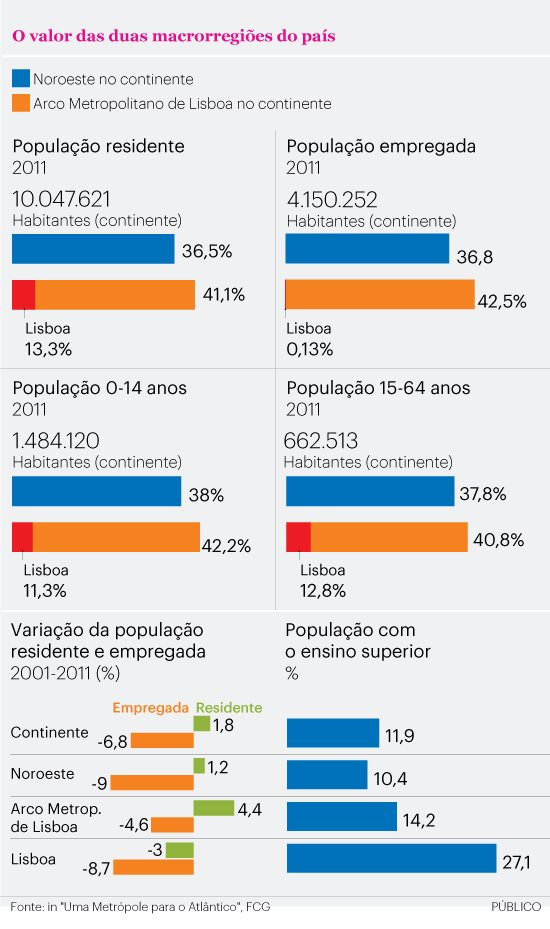 O valor das duas macrorregiões do país
Noroeste no continente
Arco Metropolitano de Lisboa no continente
População residente
2011
10.047.621
Habitantes (continente)
36,5%
41,1%
Lisboa
13,3%
População empregada
2011
4.150.252
Habitantes (continente)
36,8
42,5%
Lisboa
0,13%
População 0-14 anos
2011
1.484.120
Habitantes (continente)
38%
42,2%
Lisboa
11,3%
População 15-64 anos
2011
662.513
Habitantes (continente)
37,8%
40,8%
Lisboa
12,8%
Variação da população
residente e empregada
2001-2011 (%)
Empregada Residente
Continente
1,8
-6,8
Noroeste
1,2
-9
Arco Metrop.
de Lisboa
4,4
-4,6
Lisboa
-3
-8,7
População com
o ensino superior
%
11,9
10,4
14,2
27,1
Fonte: in "Uma Metrópole para o Atlântico", FCG
PÚBLICO